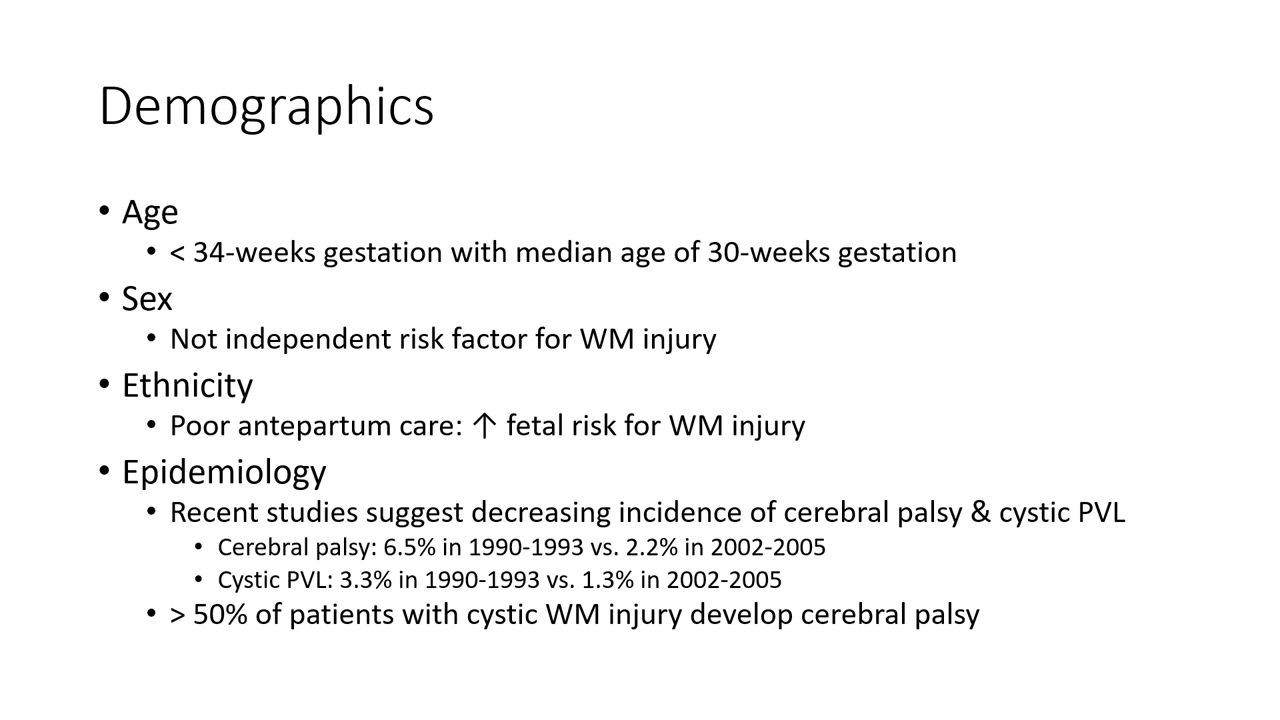 Demographics
• Age
• < 34-weeks gestation with median age of 30-weeks gestation
• Sex
• Not independent risk factor for WM injury
• Ethnicity
• Poor antepartum care: ↑ fetal risk for WM injury
• Epidemiology
• Recent studies suggest decreasing incidence of cerebral palsy & cystic PVL
• Cerebral palsy: 6.5% in 1990-1993 vs. 2.2% in 2002-2005
• Cystic PVL: 3.3% in 1990-1993 vs. 1.3% in 2002-2005
• > 50% of patients with cystic WM injury develop cerebral palsy